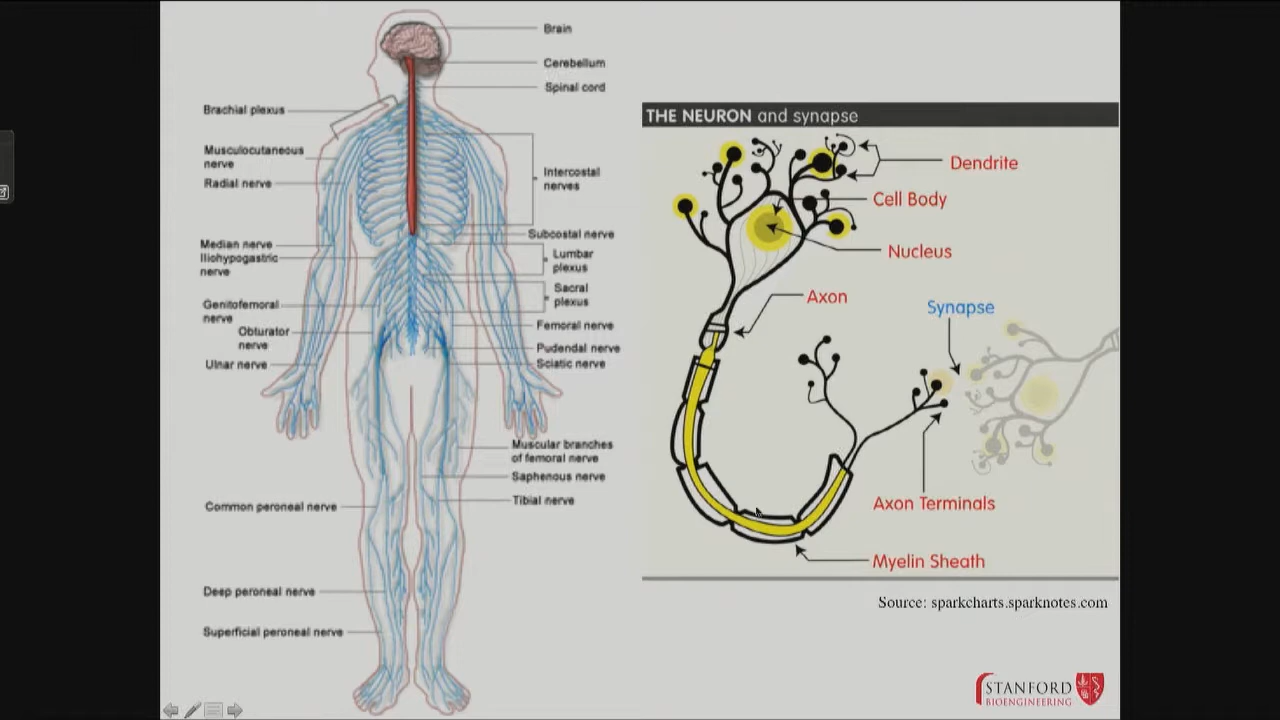 Brain
Cerebellum
Spinal cord
Brachial plexus
Musculocutaneous
nerve
Radial nerve
Intercostal
nerves
Subcostal nerve
Median nerve
Iliohypogastric
nerve
Lumbar
plexus
Sacral
plexus
Genitofemoral
nerve
Obturator
nerve
Femoral nerve
Pudendal nerve
Sciatic nerve
Ulnar nerve
Muscular branches
of femoral nerve
Saphenous nerve
Tibial nerve
Common peroneal nerve
Deep peroneal nerve
Superficial peroneal nerve
THE NEURON and synapse
Dendrite
Cell Body
Nucleus
Axon
Synapse
Axon Terminals
Myelin Sheath
Source: sparkcharts.sparknotes.com
STANFORD
BIOENGINEERING